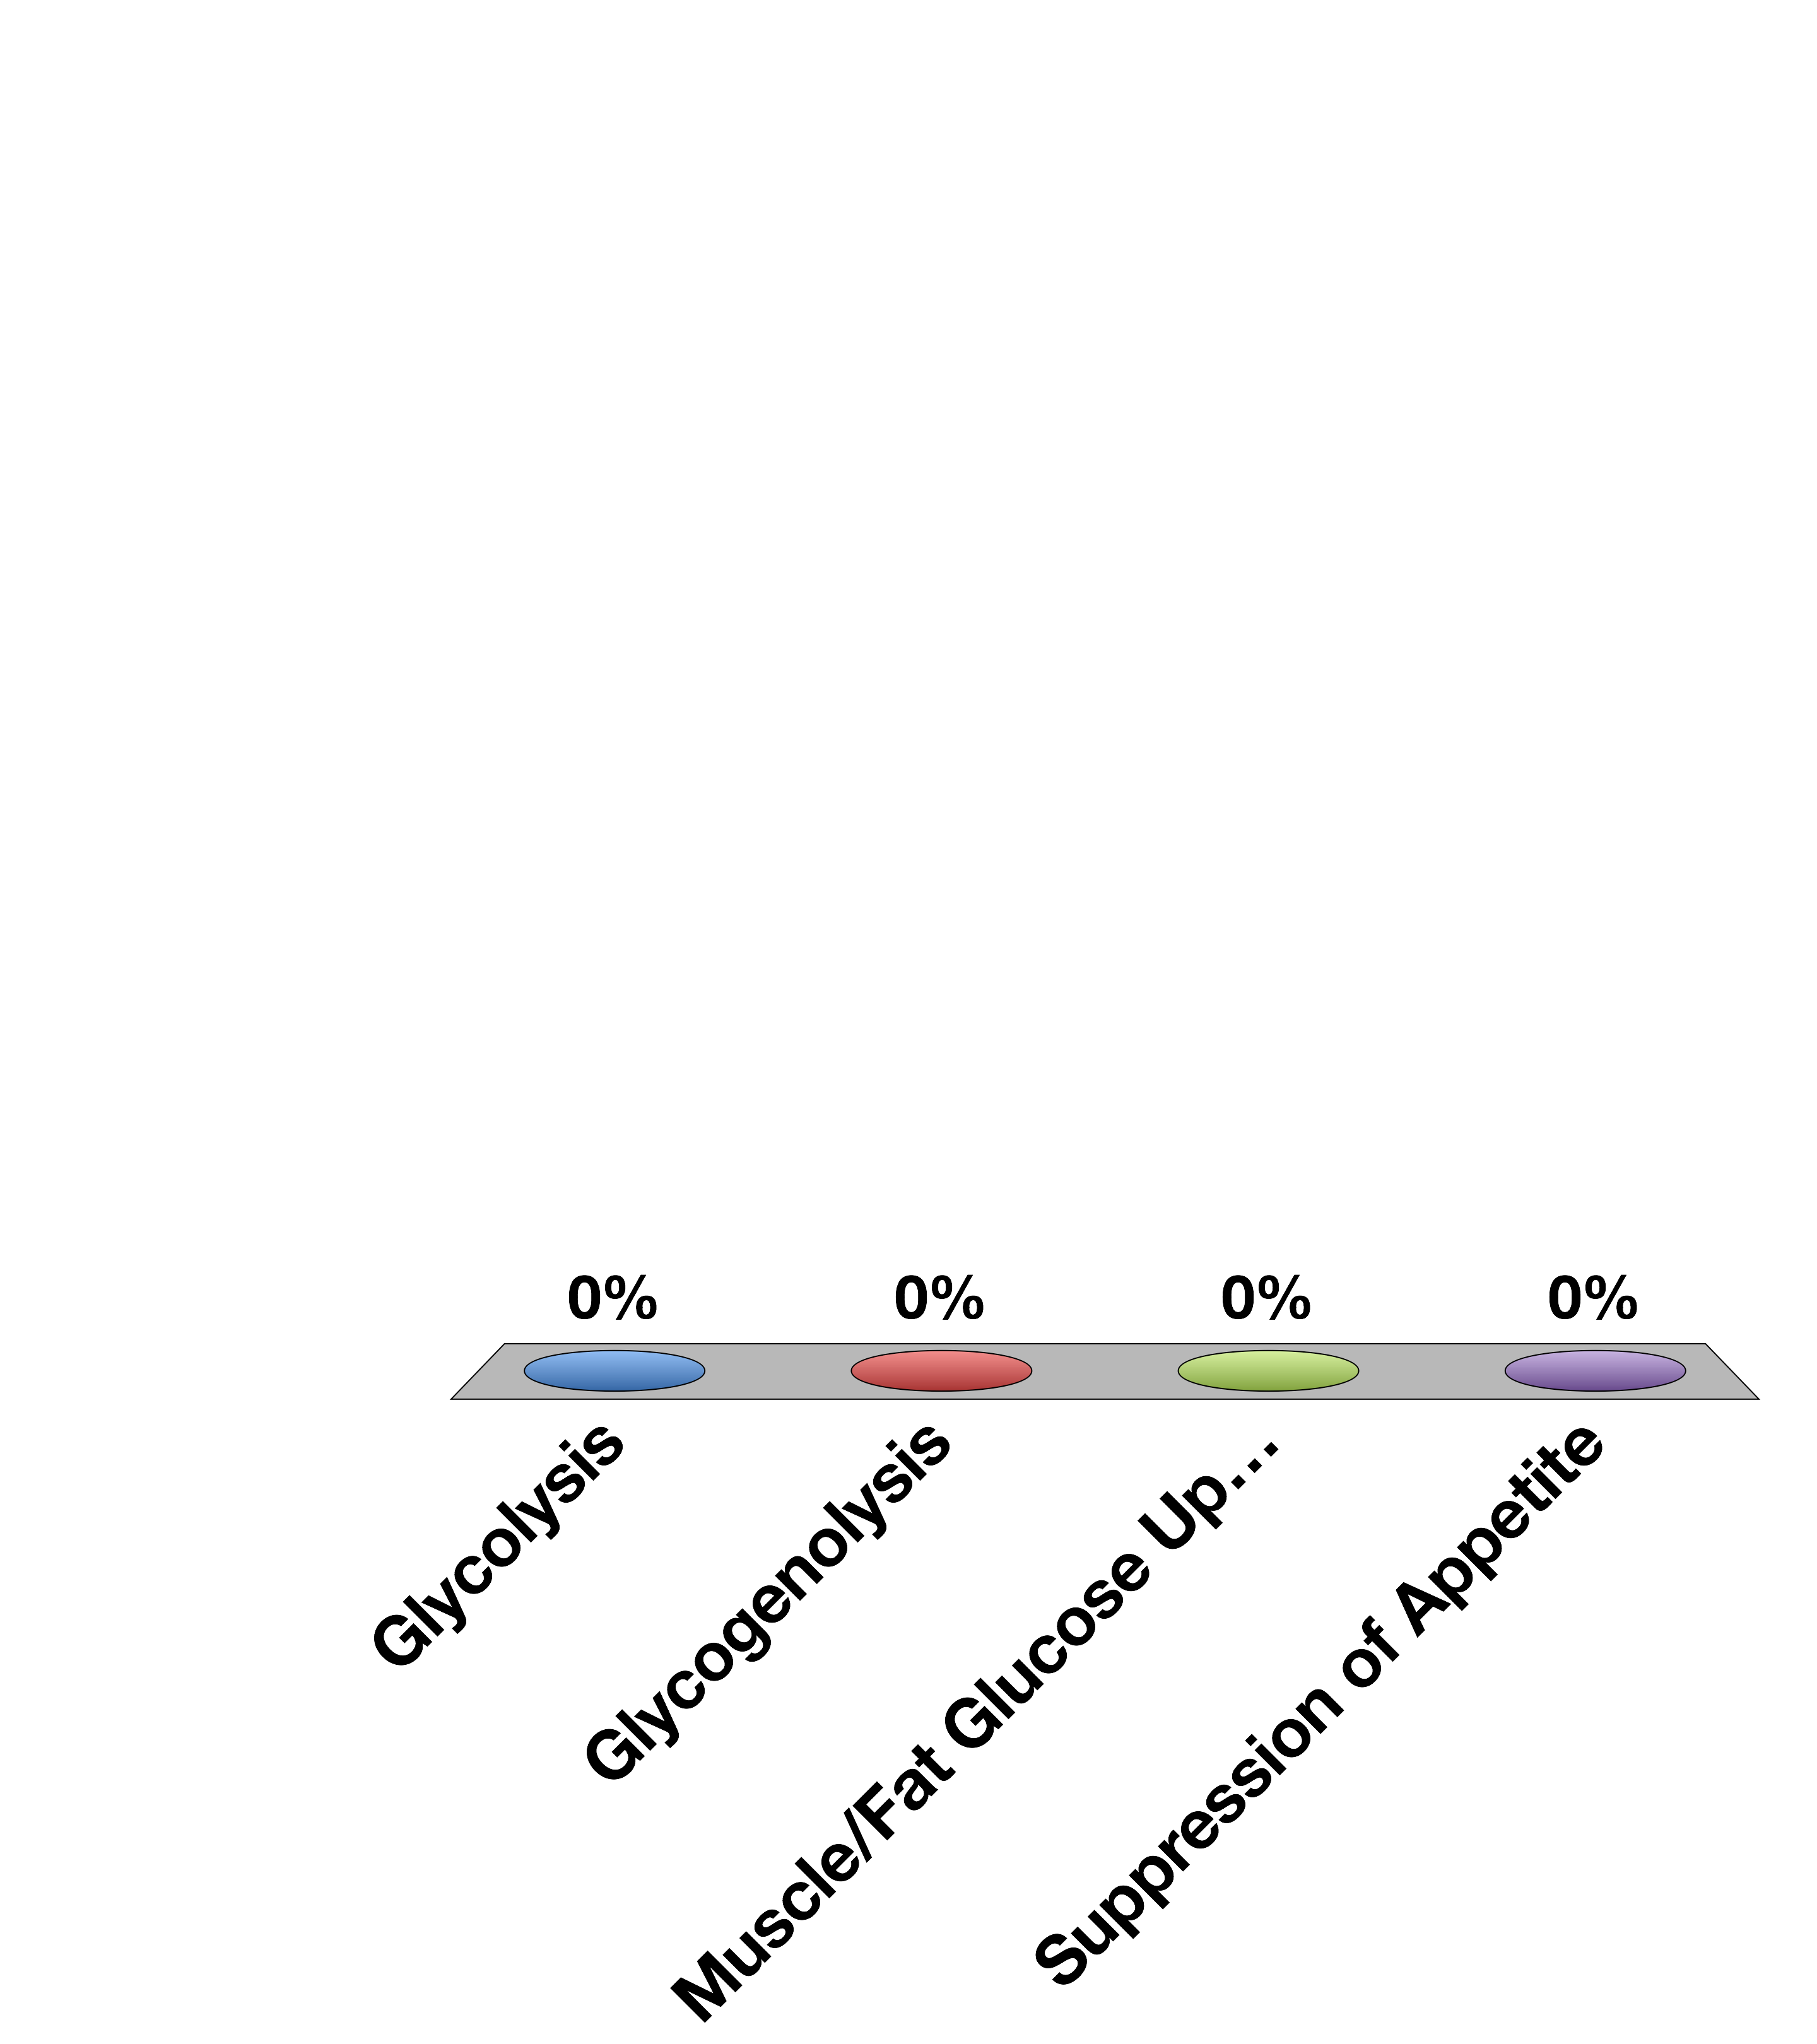 0% 0% 0% 0%
Glycolysis
Glycogenolysis
Muscle/Fat Glucose Up...
Suppression of Appetite